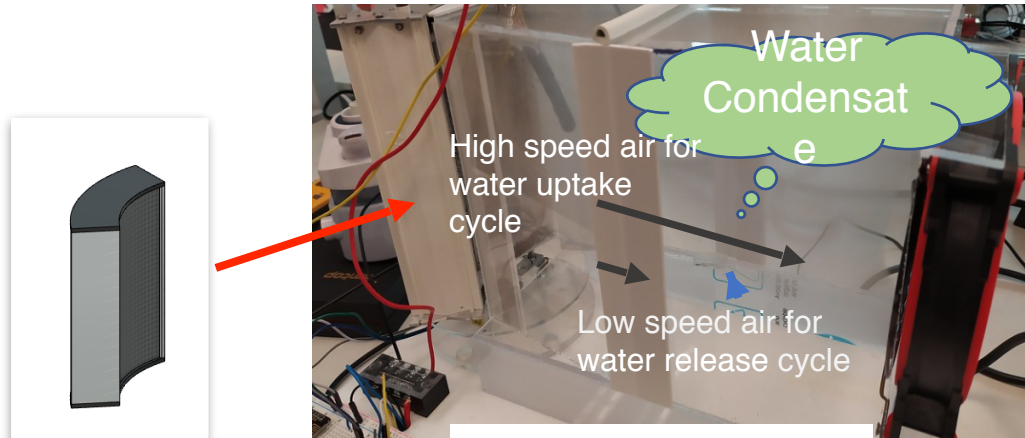 Water
Condensat
e
High speed air for
water uptake
cycle
Low speed air for
water release cycle